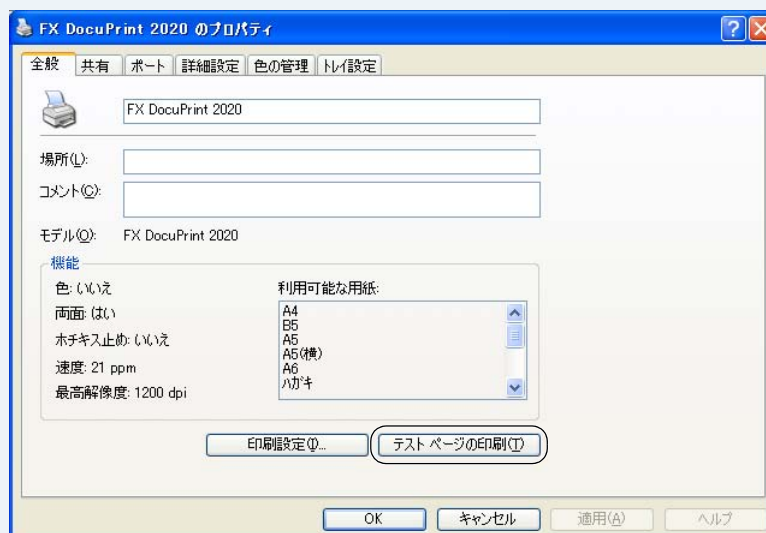 FX DocuPrint 2020 のプロパティ
全般 共有 ポート 詳細設定 色の管理 トレイ設定
FX DocuPrint 2020
場所(L):
コメント(C):
モデル(O): FX DocuPrint 2020
機能
色: いいえ
両面: はい
ホチキス止め: いいえ
速度: 21 ppm
最高解像度: 1200 dpi
利用可能な用紙:
A4
B5
A5
A5(横)
A6
ハガキ
印刷設定(I)... テスト ページの印刷(T)
OK キャンセル 適用(A) ヘルプ